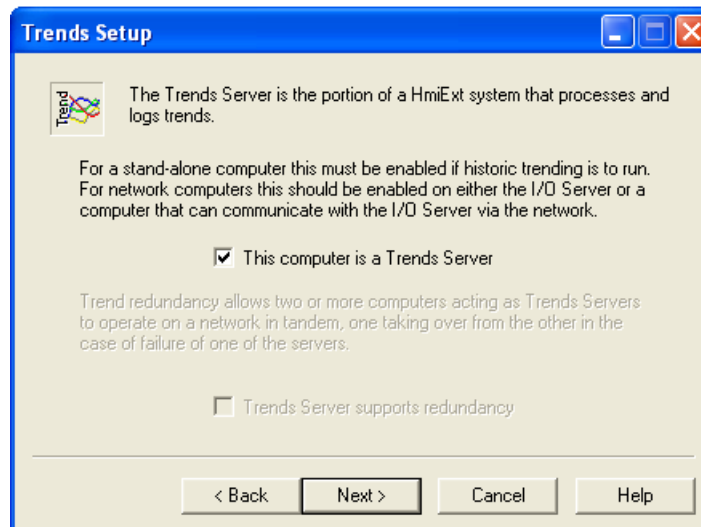 Trends Setup
Trend
The Trends Server is the portion of a HmiExt system that processes and
logs trends.
For a stand-alone computer this must be enabled if historic trending is to run.
For network computers this should be enabled on either the I/O Server or a
computer that can communicate with the I/O Server via the network.
This computer is a Trends Server
Trend redundancy allows two or more computers acting as Trends Servers
to operate on a network in tandem, one taking over from the other in the
case of failure of one of the servers.
Trends Server supports redundancy
< Back Next > Cancel Help